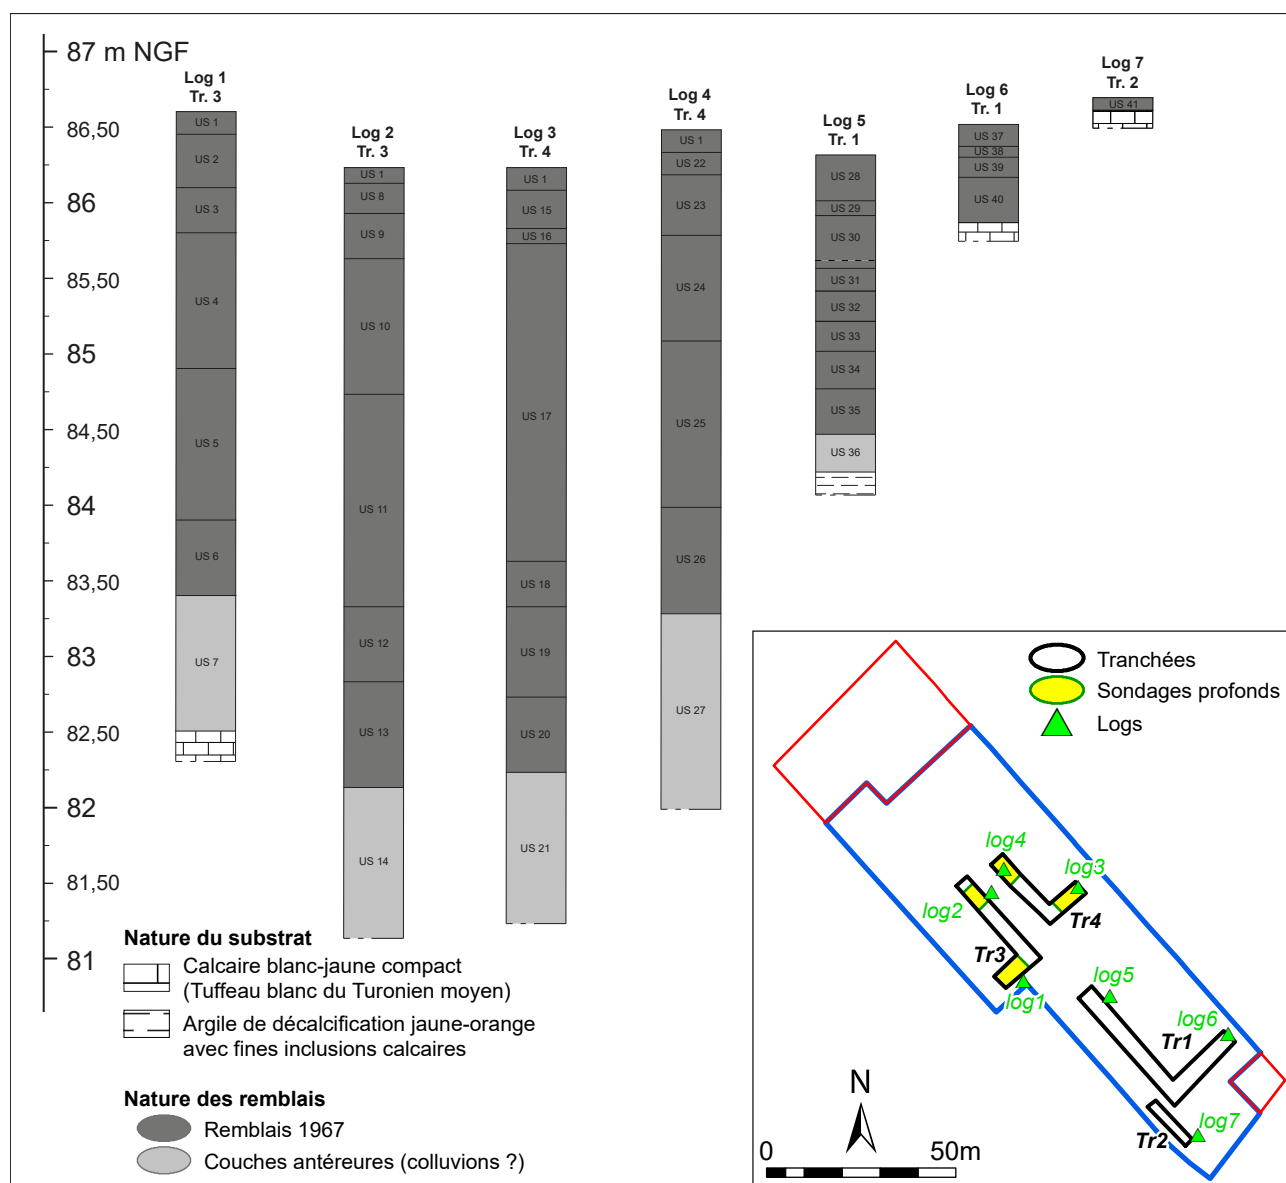 87 m NGF
86,50
86
85,50
85
84,50
84
83,50
83
82,50
82
81,50
81
Log 1
Tr. 3
US 1
US 2
US 3
US 4
US 5
US 6
US 7
Log 2
Tr. 3
US 1
US 8
US 9
US 10
US 11
US 12
US 13
US 14
Log 3
Tr. 4
US 1
US 15
US 16
US 17
US 18
US 19
US 20
US 21
Log 4
Tr. 4
US 1
US 22
US 23
US 24
US 25
US 26
US 27
Log 5
Tr. 1
US 28
US 29
US 30
US 31
US 32
US 33
US 34
US 35
US 36
Log 6
Tr. 1
US 37
US 38
US 39
US 40
Log 7
Tr. 2
US 41
Nature du substrat
Calcaire blanc-jaune compact
(Tuffeau blanc du Turonien moyen)
Argile de décalcification jaune-orange
avec fines inclusions calcaires
Nature des remblais
Remblais 1967
Couches antéreures (colluvions ?)
Tranchées
Sondages profonds
Logs
log4
log3
log2
Tr4
Tr3
log1
log5
log6
Tr1
log7
Tr2
N
0
50m